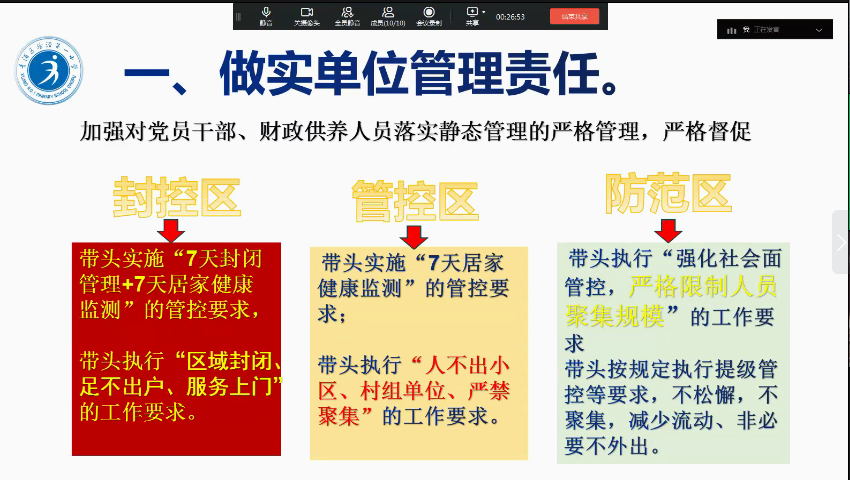 静音
关摄像头
全员静音
成员(10/10)
会议录制
共享
00:26:53
结束共享
我 正在发言
一、做实单位管理责任。
加强对党员干部、财政供养人员落实静态管理的严格管理，严格督促
封控区
带头实施“7天封闭
管理+7天居家健康
监测”的管控要求，
带头执行“区域封闭、
足不出户、服务上门”
的工作要求。
管控区
带头实施“7天居家
健康监测”的管控要
求；
带头执行“人不出小
区、村组单位、严禁
聚集”的工作要求。
防范区
带头执行“强化社会面
管控，严格限制人员
聚集规模”的工作要
求
带头按规定执行提级管
控等要求，不松懈，不
聚集，减少流动、非必
要不外出。